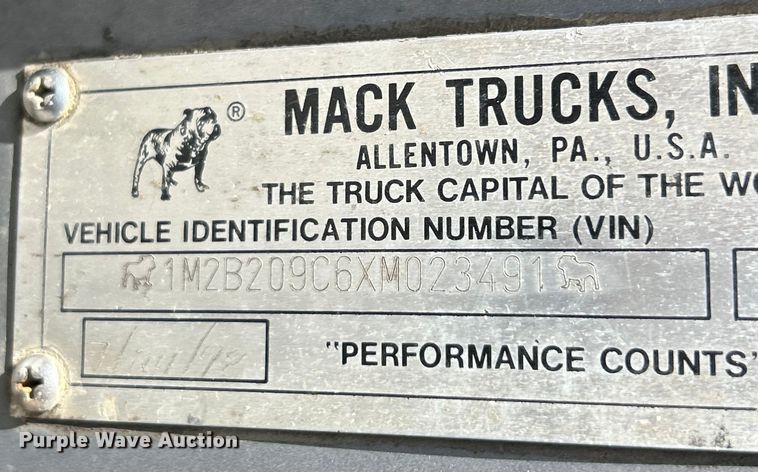 ®
MACK TRUCKS, IN
ALLENTOWN, PA., U.S.A.
THE TRUCK CAPITAL OF THE WO
VEHICLE IDENTIFICATION NUMBER (VIN)
1M2B209C6XM023491
"PERFORMANCE COUNTS"
Purple Wave Auction